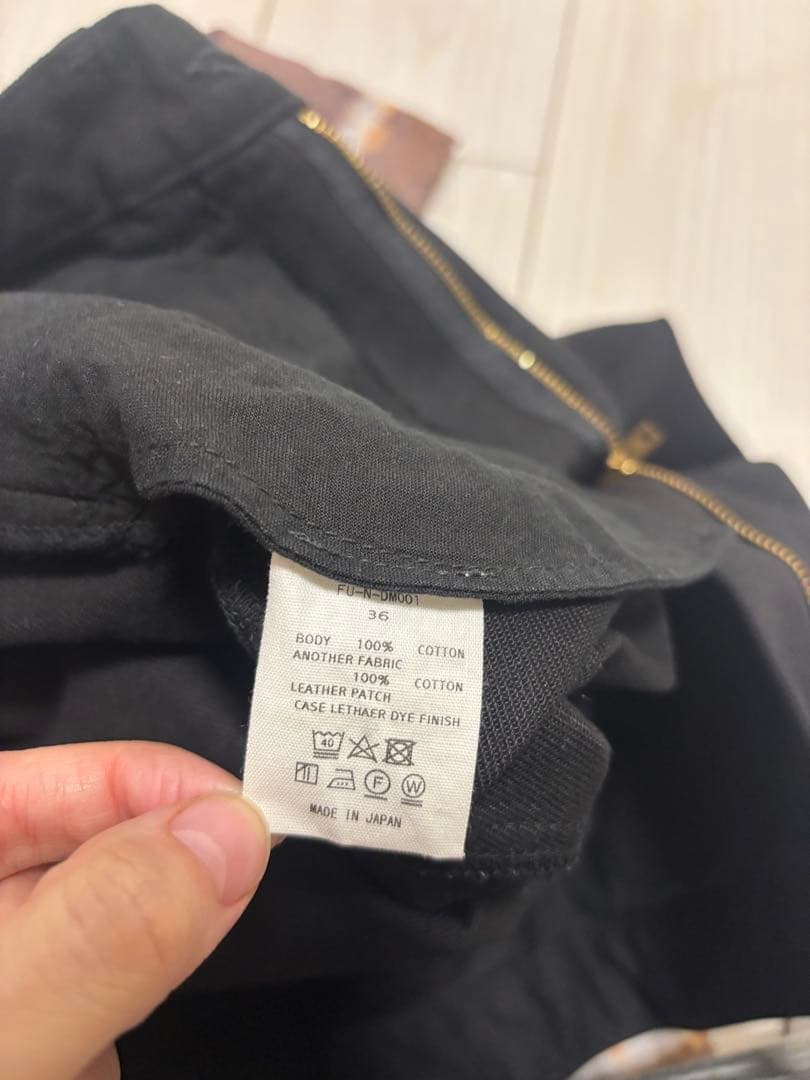 FU-N-DM001
36
BODY 100% COTTON
ANOTHER FABRIC
100% COTTON
LEATHER PATCH
CASE LETHAER DYE FINISH
40
F W
MADE IN JAPAN